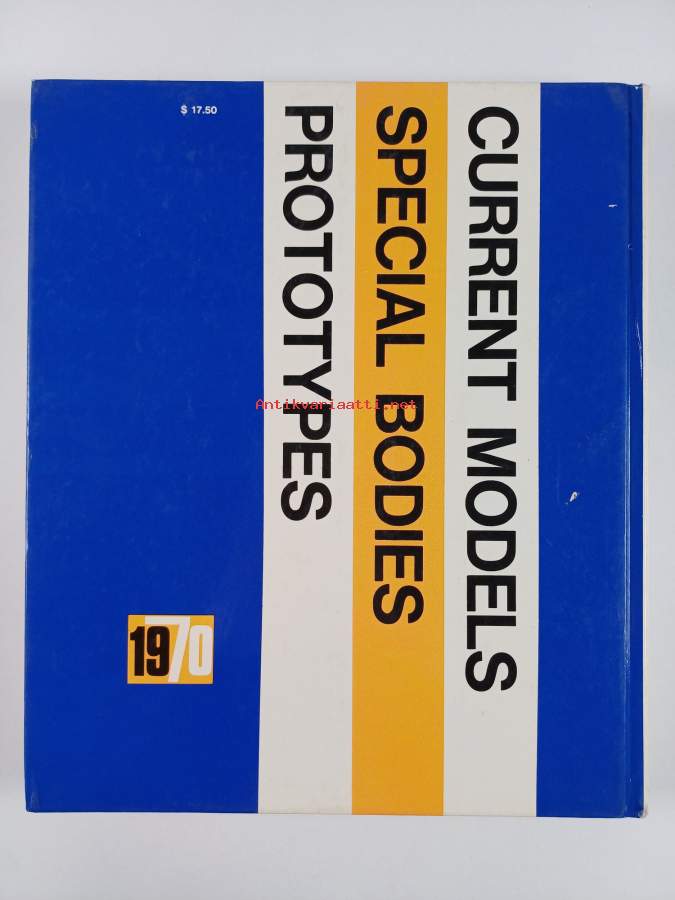 $ 17.50
CURRENT MODELS
SPECIAL BODIES
PROTOTYPES
Antikvariaatti.net
1970